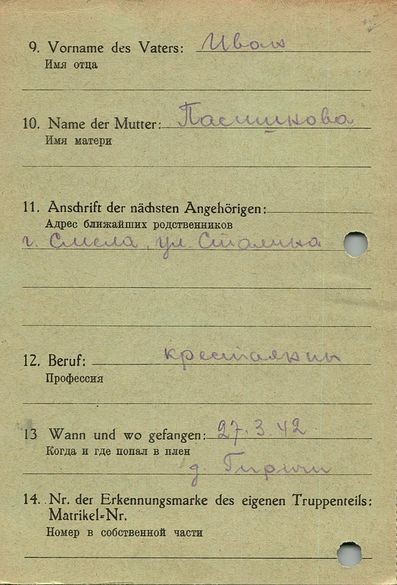 9. Vorname des Vaters: Иван
Имя отца
10. Name der Mutter: Пасишкова
Имя матери
11. Anschrift der nächsten Angehörigen:
Адрес ближайших родственников
г. Смела, ул Сталина
12. Beruf: крестьянин
Профессия
13 Wann und wo gefangen: 27.3.42
Когда и где попал в плен
д.
14. Nr. der Erkennungsmarke des eigenen Truppenteils:
Matrikel-Nr.
Номер в собственной части